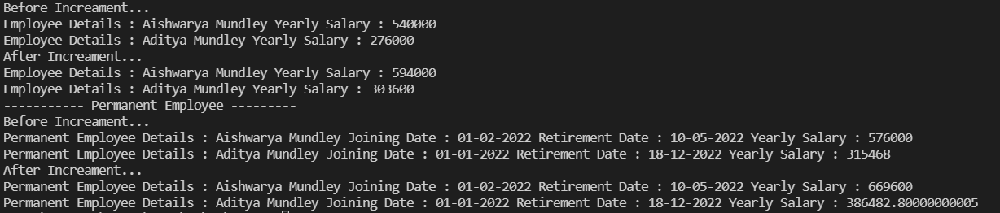 Before Increament...
Employee Details : Aishwarya Mundley Yearly Salary : 540000
Employee Details : Aditya Mundley Yearly Salary : 276000
After Increament...
Employee Details : Aishwarya Mundley Yearly Salary : 594000
Employee Details : Aditya Mundley Yearly Salary : 303600
----------- Permanent Employee ---------
Before Increament...
Permanent Employee Details : Aishwarya Mundley Joining Date : 01-02-2022 Retirement Date : 10-05-2022 Yearly Salary : 576000
Permanent Employee Details : Aditya Mundley Joining Date : 01-01-2022 Retirement Date : 18-12-2022 Yearly Salary : 315468
After Increament...
Permanent Employee Details : Aishwarya Mundley Joining Date : 01-02-2022 Retirement Date : 10-05-2022 Yearly Salary : 669600
Permanent Employee Details : Aditya Mundley Joining Date : 01-01-2022 Retirement Date : 18-12-2022 Yearly Salary : 386482.80000000005